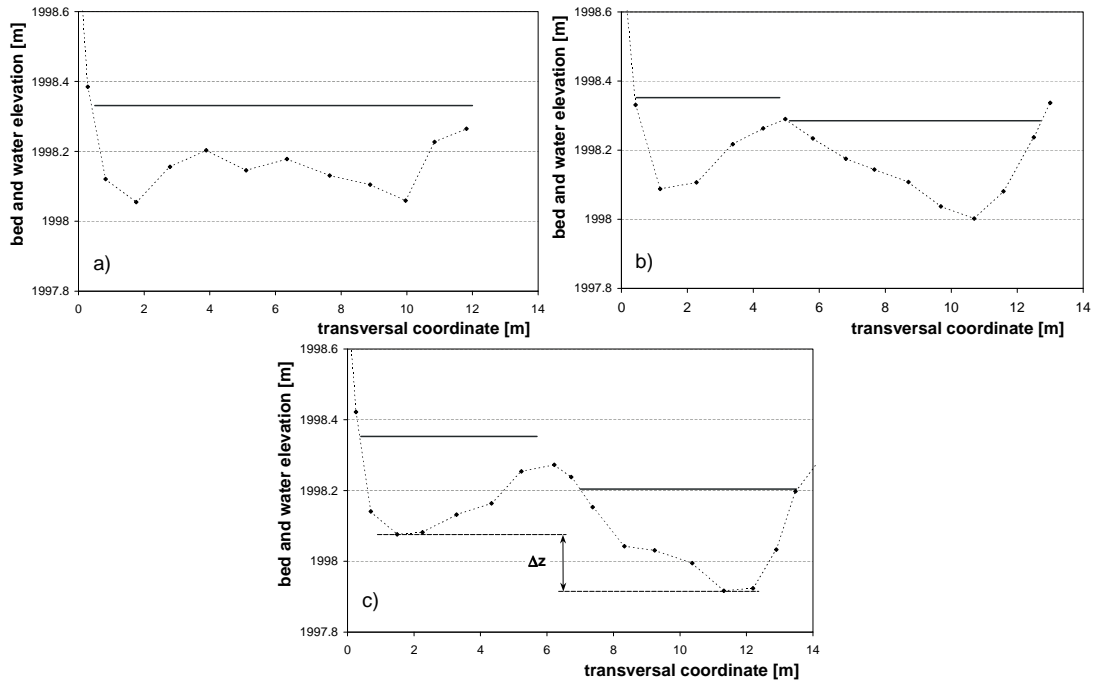 bed and water elevation [m]
1998.6
1998.4
1998.2
1998
1997.8
a)
0 2 4 6 8 10 12 14
transversal coordinate [m]
bed and water elevation [m]
1998.6
1998.4
1998.2
1998
1997.8
b)
0 2 4 6 8 10 12 14
transversal coordinate [m]
bed and water elevation [m]
1998.6
1998.4
1998.2
1998
1997.8
Δz
c)
0 2 4 6 8 10 12 14
transversal coordinate [m]